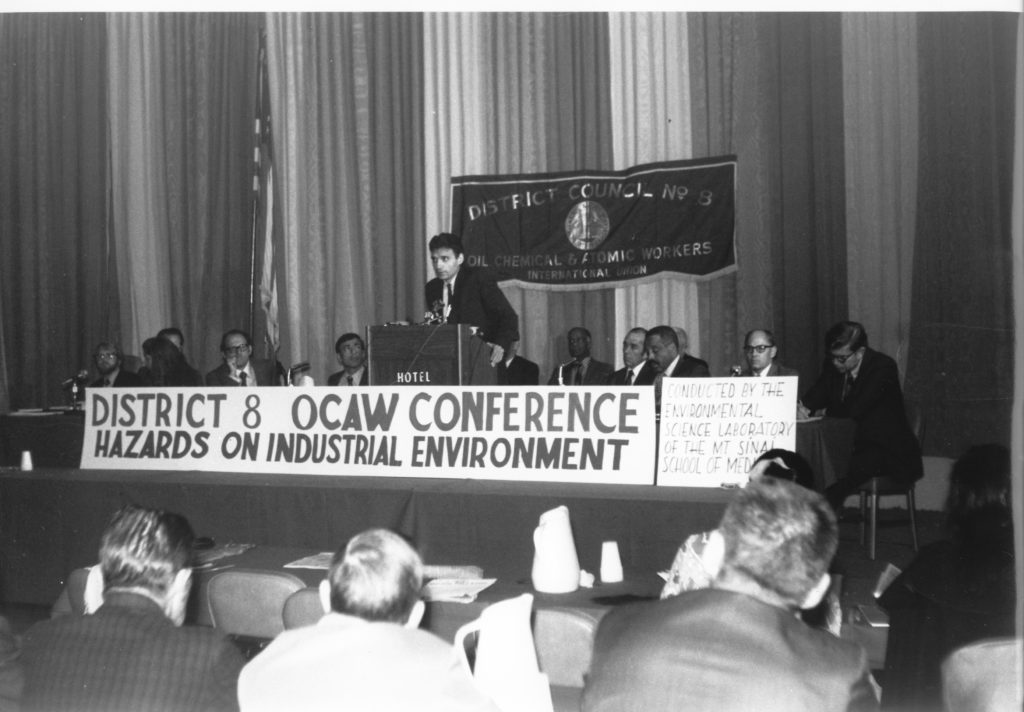 DISTRICT COUNCIL Nº 8
OIL CHEMICAL & ATOMIC WORKERS
INTERNATIONAL UNION
HOTEL
DISTRICT 8 OCAW CONFERENCE
HAZARDS ON INDUSTRIAL ENVIRONMENT
CONDUCTED BY THE
ENVIRONMENTAL
SCIENCE LABORATORY
OF THE MT SINAI
SCHOOL OF MED